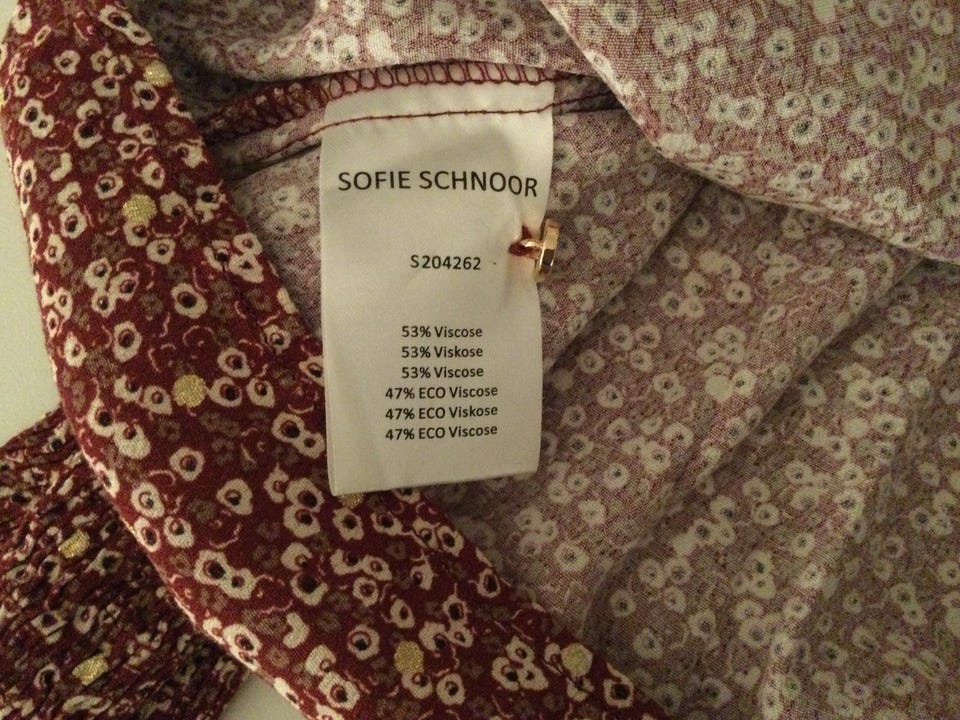 SOFIE SCHNOOR
S204262
53% Viscose
53% Viskose
53% Viscose
47% ECO Viscose
47% ECO Viskose
47% ECO Viscose